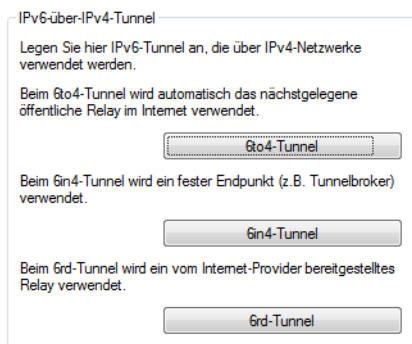 IPv6-über-IPv4-Tunnel
Legen Sie hier IPv6-Tunnel an, die über IPv4-Netzwerke
verwendet werden.
Beim 6to4-Tunnel wird automatisch das nächstgelegene
öffentliche Relay im Internet verwendet.
6to4-Tunnel
Beim 6in4-Tunnel wird ein fester Endpunkt (z.B. Tunnelbroker)
verwendet.
6in4-Tunnel
Beim 6rd-Tunnel wird ein vom Internet-Provider bereitgestelltes
Relay verwendet.
6rd-Tunnel